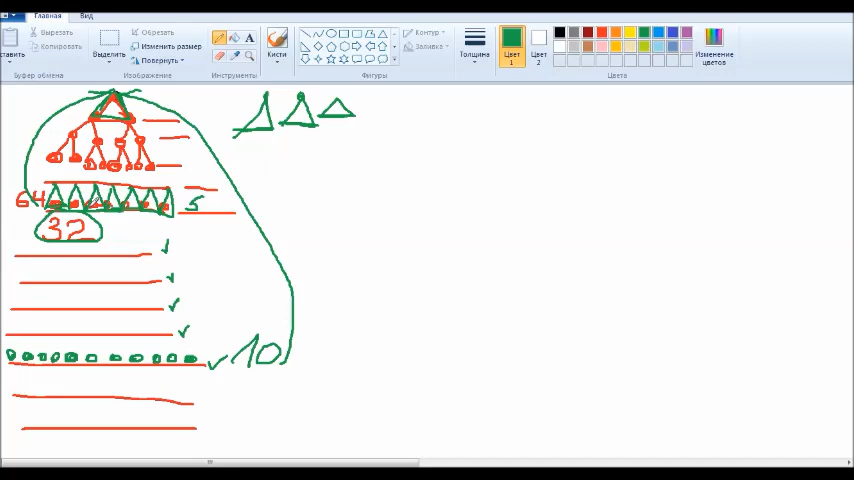 Главная Вид
ставить
Вырезать
Копировать
Буфер обмена
Выделить
Обрезать
Изменить размер
Повернуть
Изображение
Инструменты
Кисти
Контур
Заливка
Фигуры
Толщина
Цвет 1
Цвет 2
Изменение цветов
Цвета
64
5
32
10